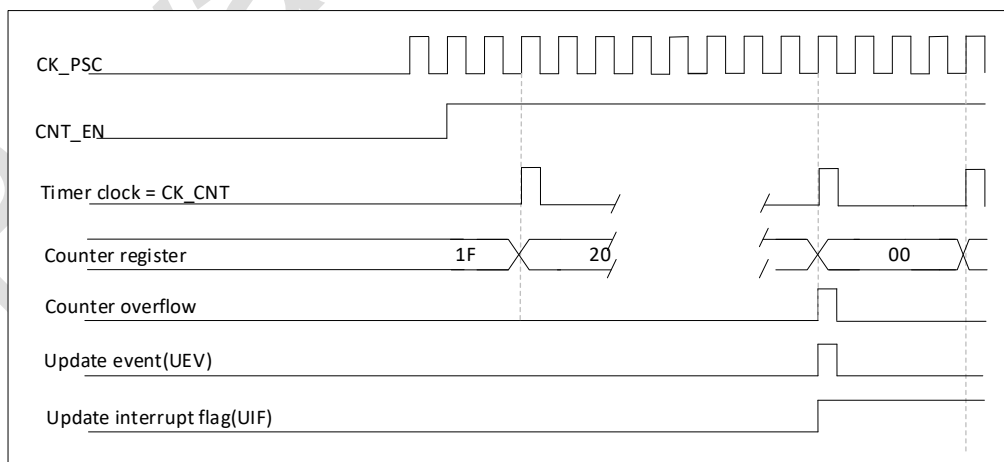 CK_PSC
CNT_EN
Timer clock = CK_CNT
Counter register 1F 20 00
Counter overflow
Update event(UEV)
Update interrupt flag(UIF)